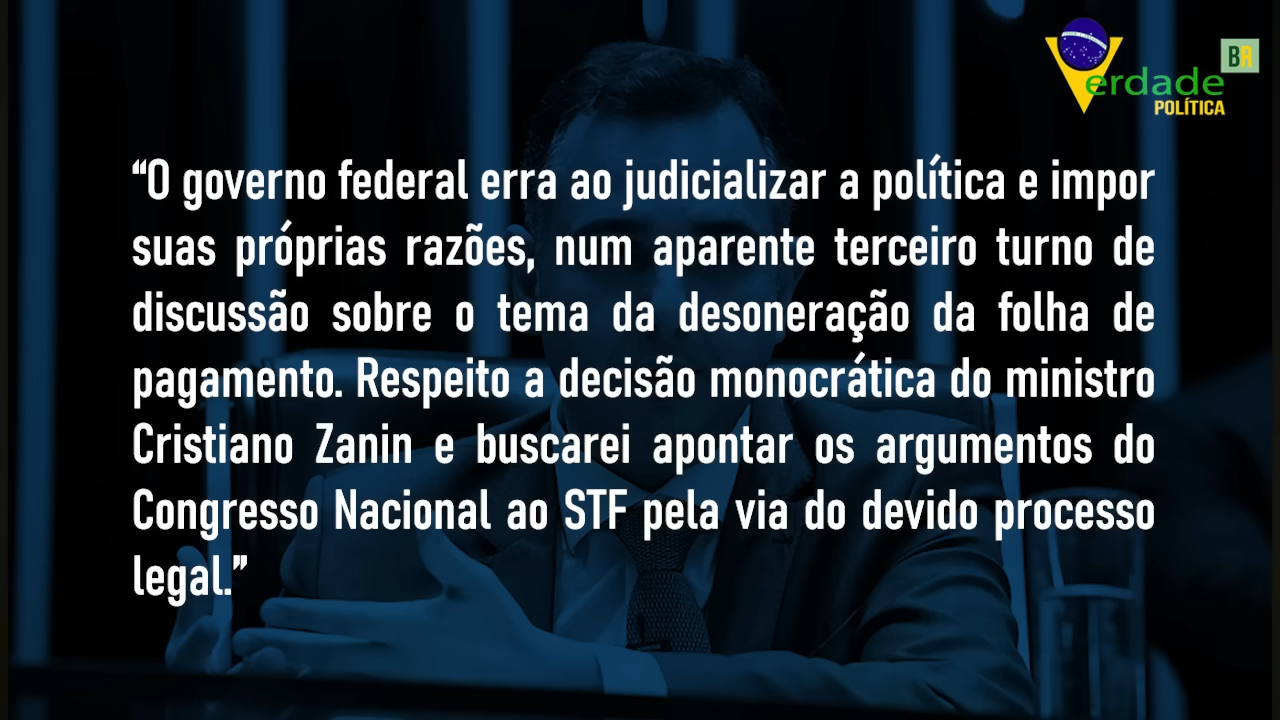 BR
Verdade
POLÍTICA
“O governo federal erra ao judicializar a política e impor
suas próprias razões, num aparente terceiro turno de
discussão sobre o tema da desoneração da folha de
pagamento. Respeito a decisão monocrática do ministro
Cristiano Zanin e buscarei apontar os argumentos do
Congresso Nacional ao STF pela via do devido processo
legal.”